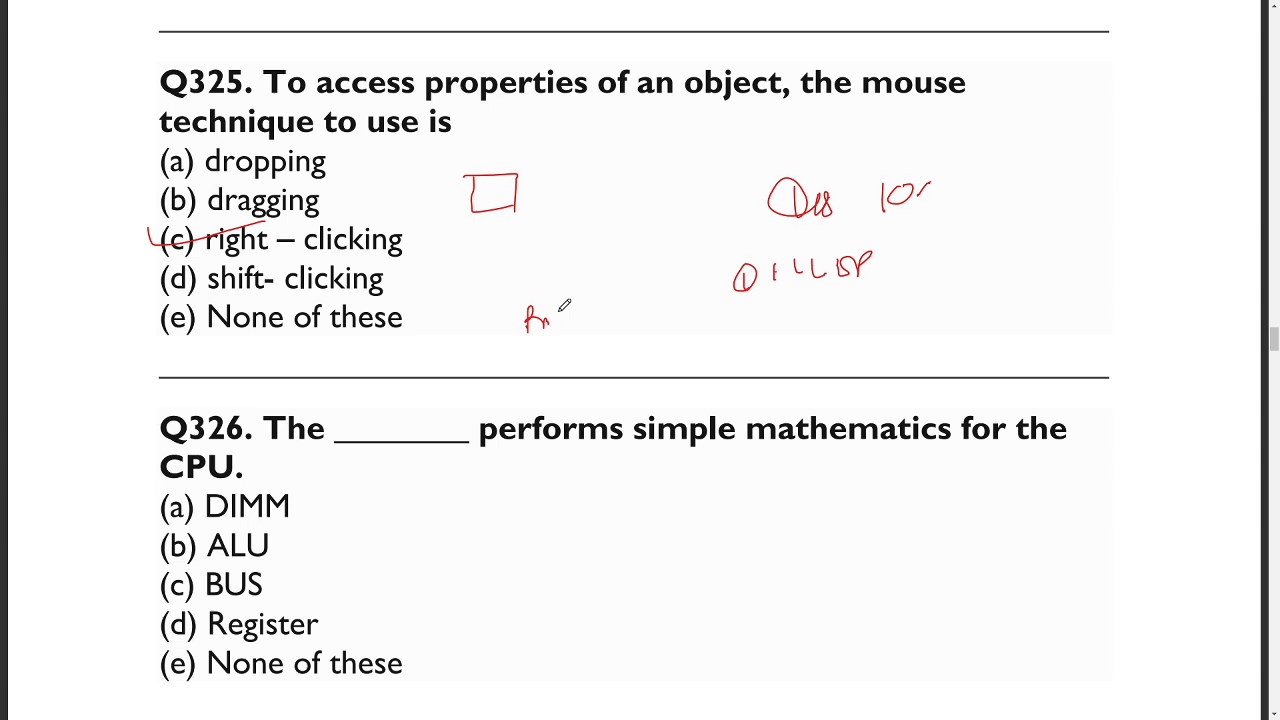 Q325. To access properties of an object, the mouse
technique to use is
(a) dropping
(b) dragging
(c) right – clicking
(d) shift- clicking
(e) None of these
Q326. The ________ performs simple mathematics for the
CPU.
(a) DIMM
(b) ALU
(c) BUS
(d) Register
(e) None of these